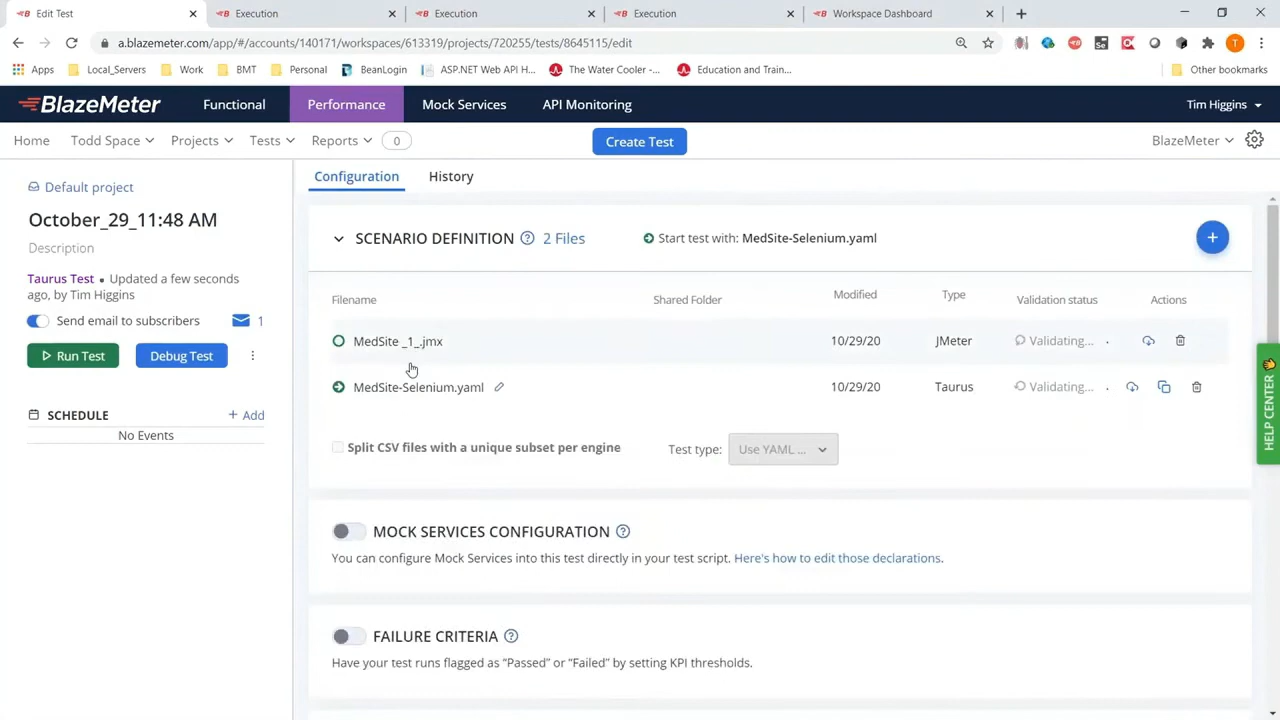 Edit Test
Execution
Execution
Execution
Workspace Dashboard
a.blazemeter.com/app/#/accounts/140171/workspaces/613319/projects/720255/tests/8645115/edit
Apps
Local_Servers
Work
BMT
Personal
BeanLogin
ASP.NET Web API H...
The Water Cooler -...
Education and Train...
Other bookmarks
BlazeMeter
Functional
Performance
Mock Services
API Monitoring
Tim Higgins
Home
Todd Space
Projects
Tests
Reports
0
Create Test
BlazeMeter
Default project
October_29_11:48 AM
Description
Taurus Test • Updated a few seconds
ago, by Tim Higgins
Send email to subscribers
1
Run Test
Debug Test
SCHEDULE
+ Add
No Events
Configuration
History
SCENARIO DEFINITION
2 Files
Start test with: MedSite-Selenium.yaml
Filename
Shared Folder
Modified
Type
Validation status
Actions
MedSite _1_.jmx
10/29/20
JMeter
Validating...
MedSite-Selenium.yaml
10/29/20
Taurus
Validating...
Split CSV files with a unique subset per engine
Test type:
Use YAML ...
MOCK SERVICES CONFIGURATION
You can configure Mock Services into this test directly in your test script. Here's how to edit those declarations.
FAILURE CRITERIA
Have your test runs flagged as “Passed” or “Failed” by setting KPI thresholds.
HELP CENTER